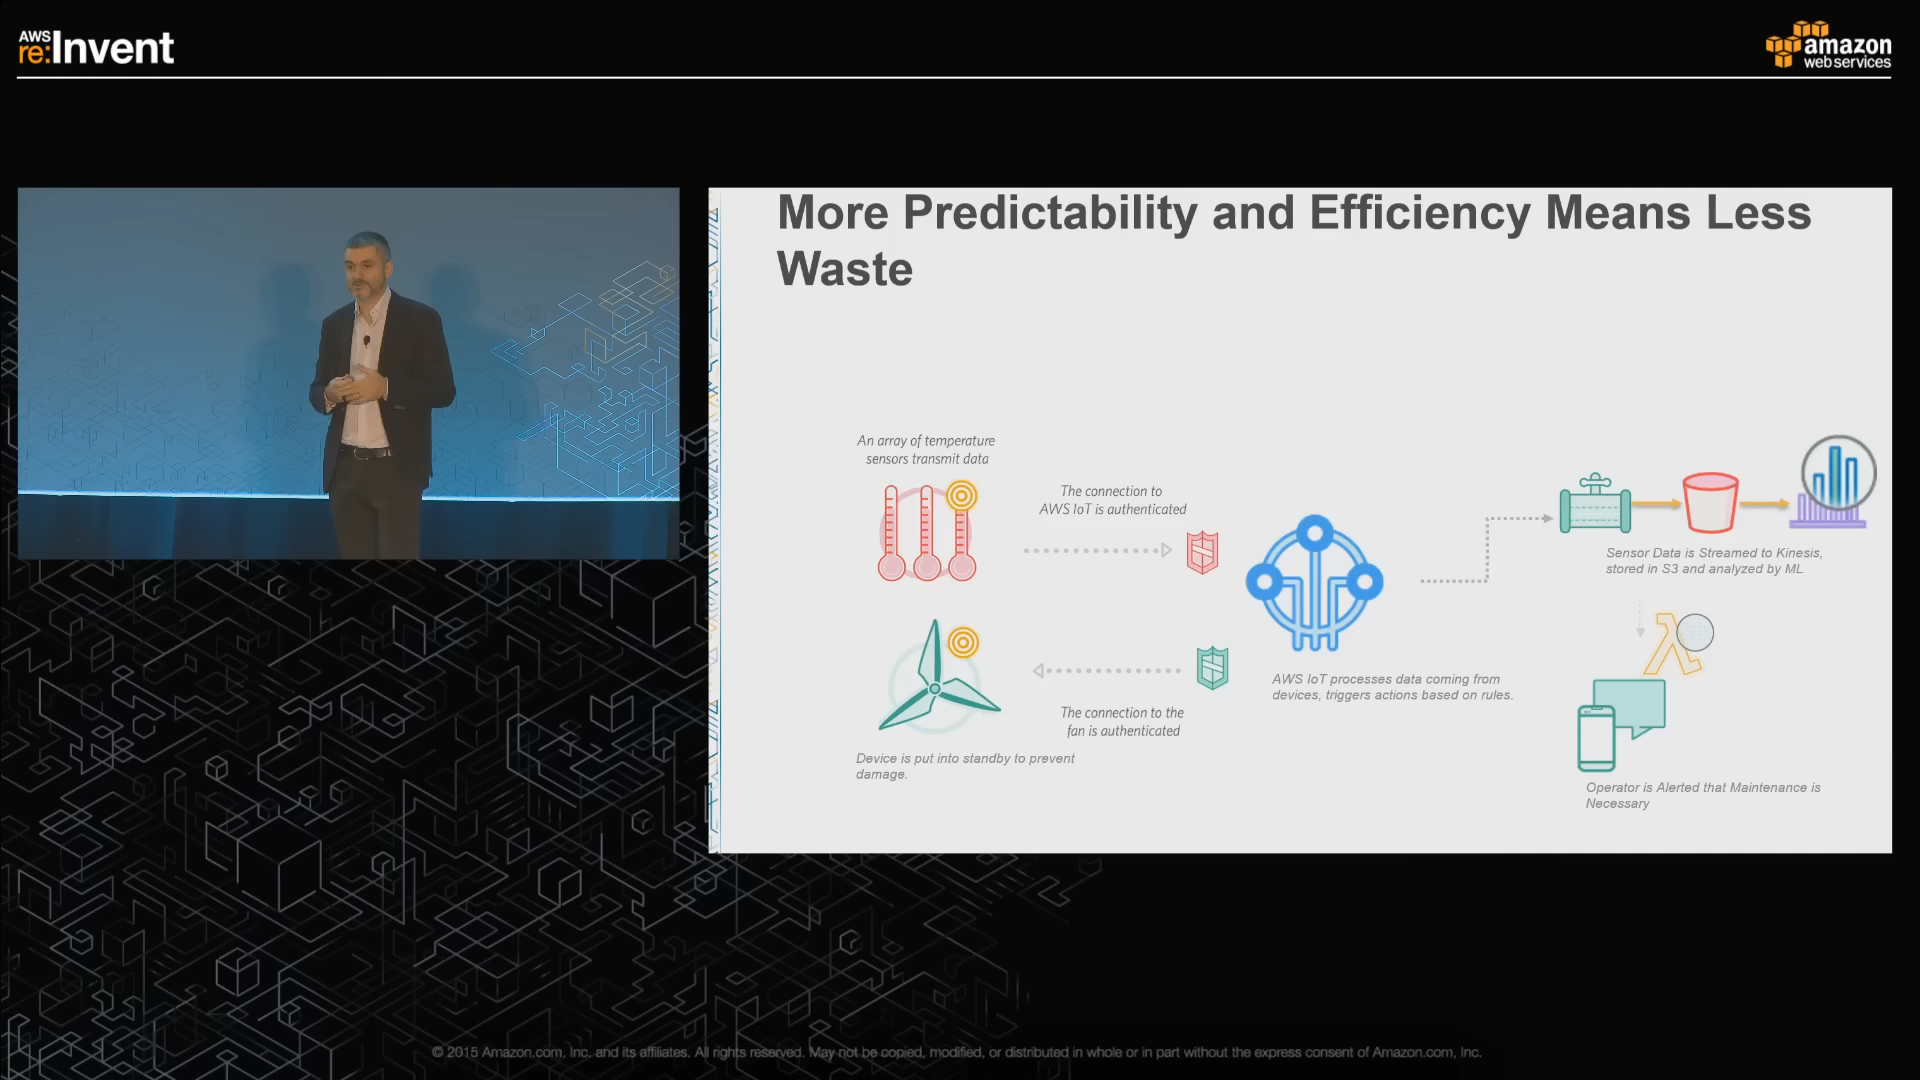 AWS
re:Invent
amazon
web services
More Predictability and Efficiency Means Less
Waste
An array of temperature
sensors transmit data
The connection to
AWS IoT is authenticated
Sensor Data is Streamed to Kinesis,
stored in S3 and analyzed by ML
AWS IoT processes data coming from
devices, triggers actions based on rules.
The connection to the
fan is authenticated
Device is put into standby to prevent
damage.
Operator is Alerted that Maintenance is
Necessary
© 2015 Amazon.com, Inc. and its affiliates. All rights reserved. May not be copied, modified, or distributed in whole or in part without the express consent of Amazon.com, Inc.